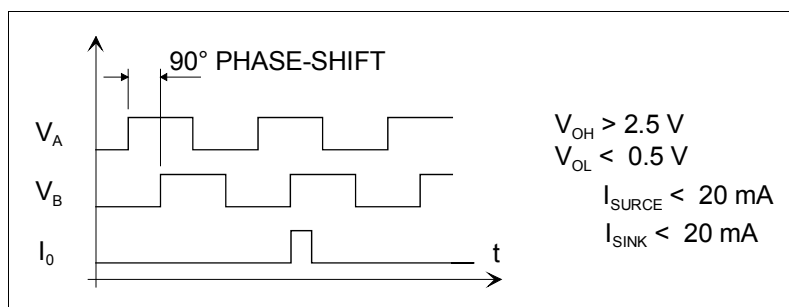 90° PHASE-SHIFT
V_A
V_B
I_0
t
V_OH > 2.5 V
V_OL < 0.5 V
I_SURCE < 20 mA
I_SINK < 20 mA